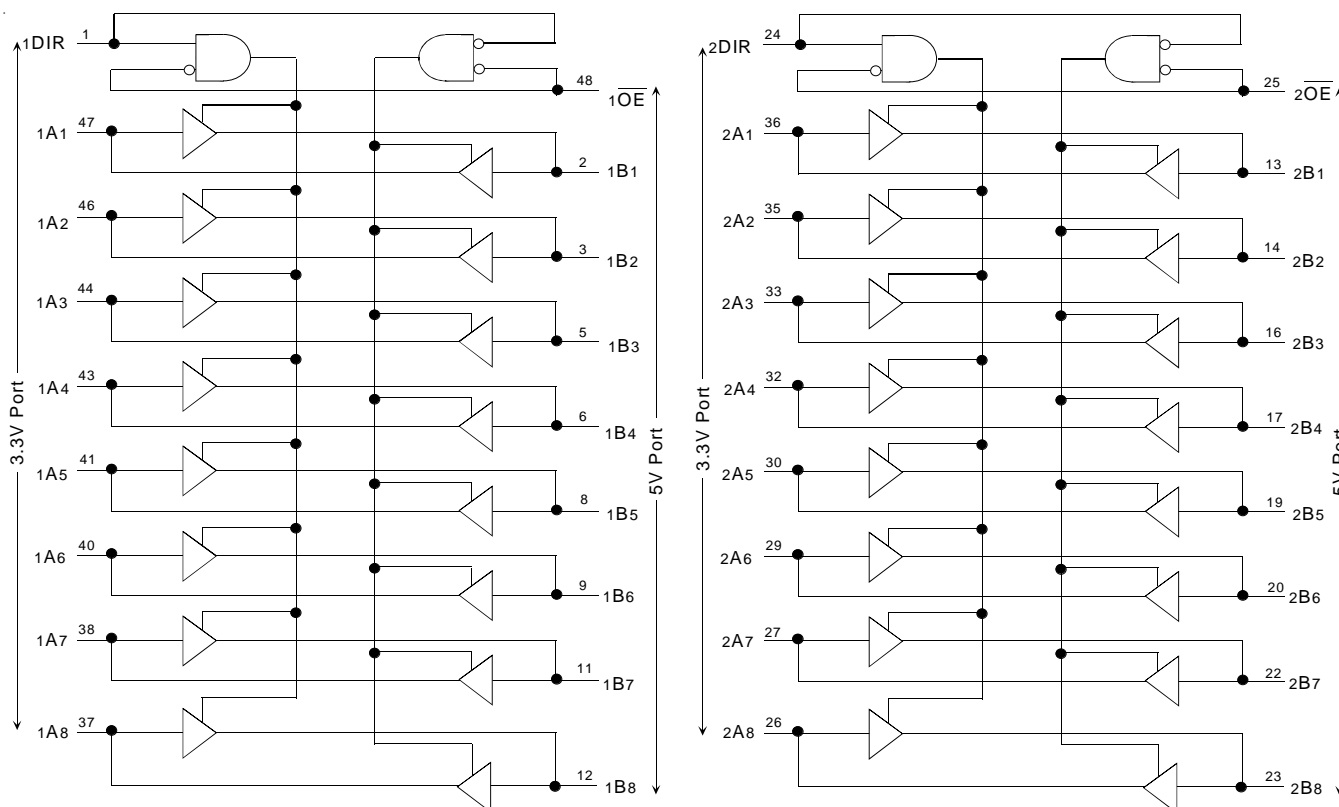 1DIR 1
48 1OE
1A1 47
2 1B1
1A2 46
3 1B2
1A3 44
5 1B3
1A4 43
6 1B4
1A5 41
8 1B5
1A6 40
9 1B6
1A7 38
11 1B7
1A8 37
12 1B8
3.3V Port
5V Port
2DIR 24
25 2OE
2A1 36
13 2B1
2A2 35
14 2B2
2A3 33
16 2B3
2A4 32
17 2B4
2A5 30
19 2B5
2A6 29
20 2B6
2A7 27
22 2B7
2A8 26
23 2B8
3.3V Port
5V Port